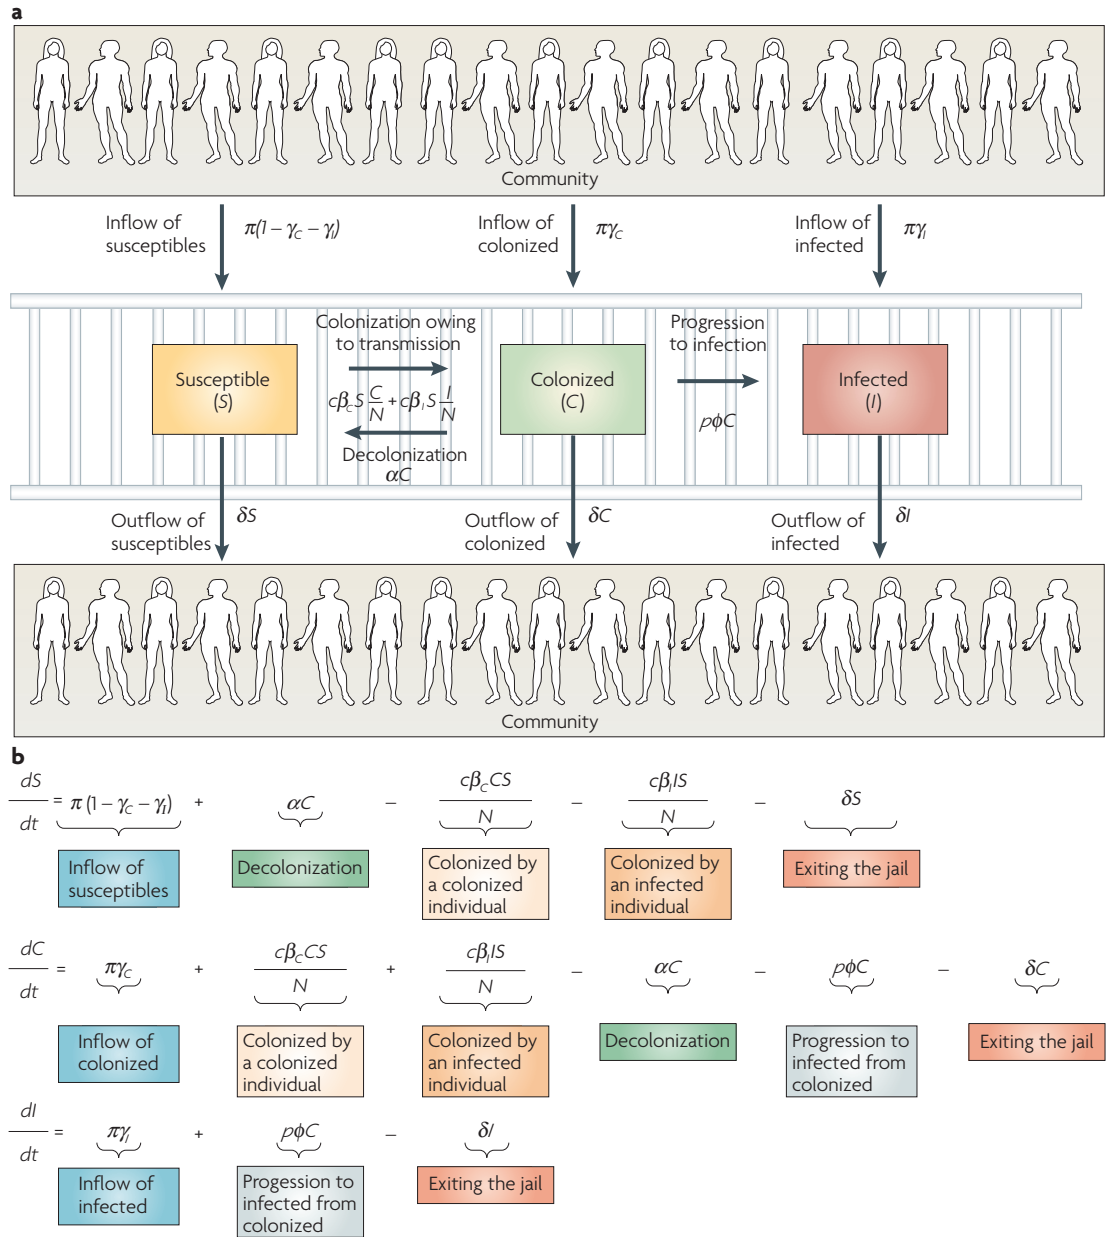 a
Community
Inflow of
susceptibles
π(1 – γC – γI)
Inflow of
colonized
πγC
Inflow of
infected
πγI
Colonization owing
to transmission
Progression
to infection
Susceptible
(S)
cβCS C/N + cβIS I/N
Colonized
(C)
pϕC
Infected
(I)
Decolonization
αC
Outflow of
susceptibles
δS
Outflow of
colonized
δC
Outflow of
infected
δI
Community
b
dS/dt = π (1 – γC – γI) + αC – cβCCS/N – cβIIS/N – δS
Inflow of
susceptibles
Decolonization
Colonized by
a colonized
individual
Colonized by
an infected
individual
Exiting the jail
dC/dt = πγC + cβCCS/N + cβIIS/N – αC – pϕC – δC
Inflow of
colonized
Colonized by
a colonized
individual
Colonized by
an infected
individual
Decolonization
Progression to
infected from
colonized
Exiting the jail
dI/dt = πγI + pϕC – δI
Inflow of
infected
Progession to
infected from
colonized
Exiting the jail